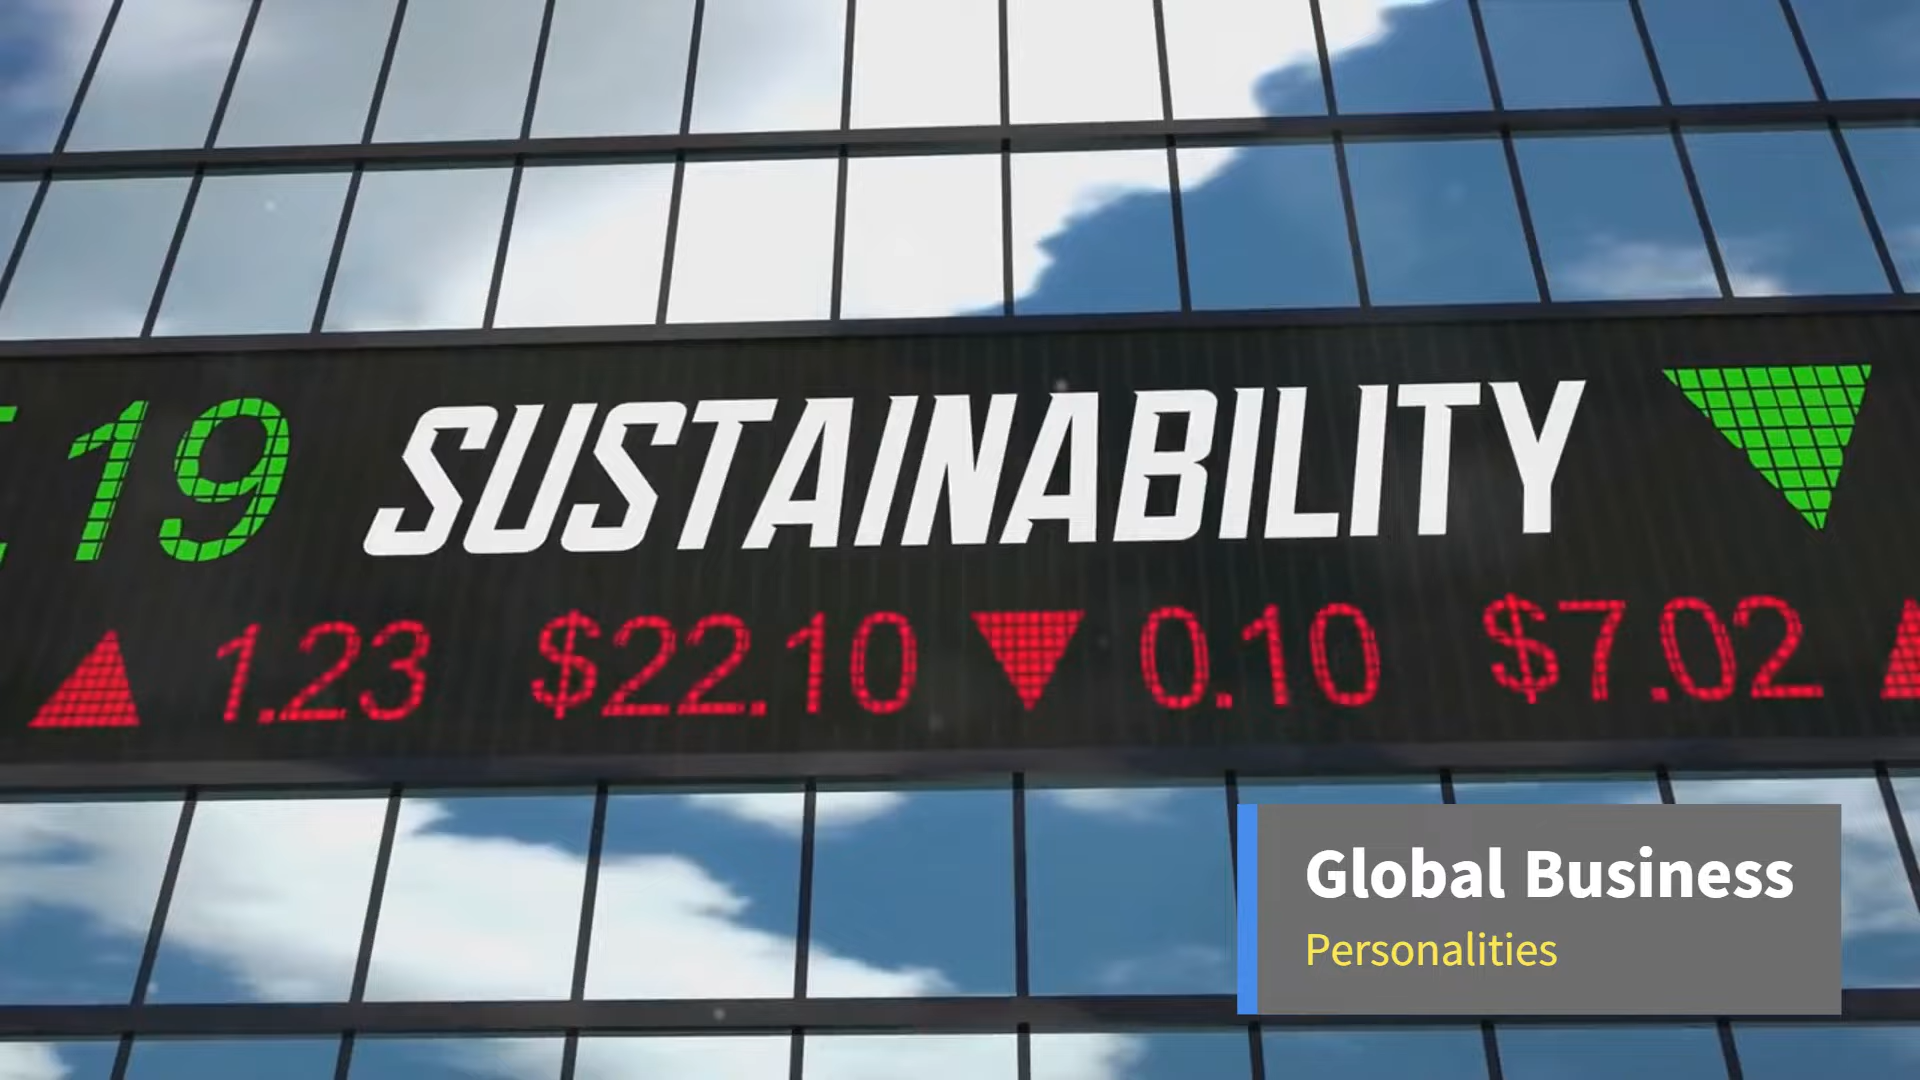 19 SUSTAINABILITY
1.23 $22.10 0.10 $7.02
Global Business
Personalities